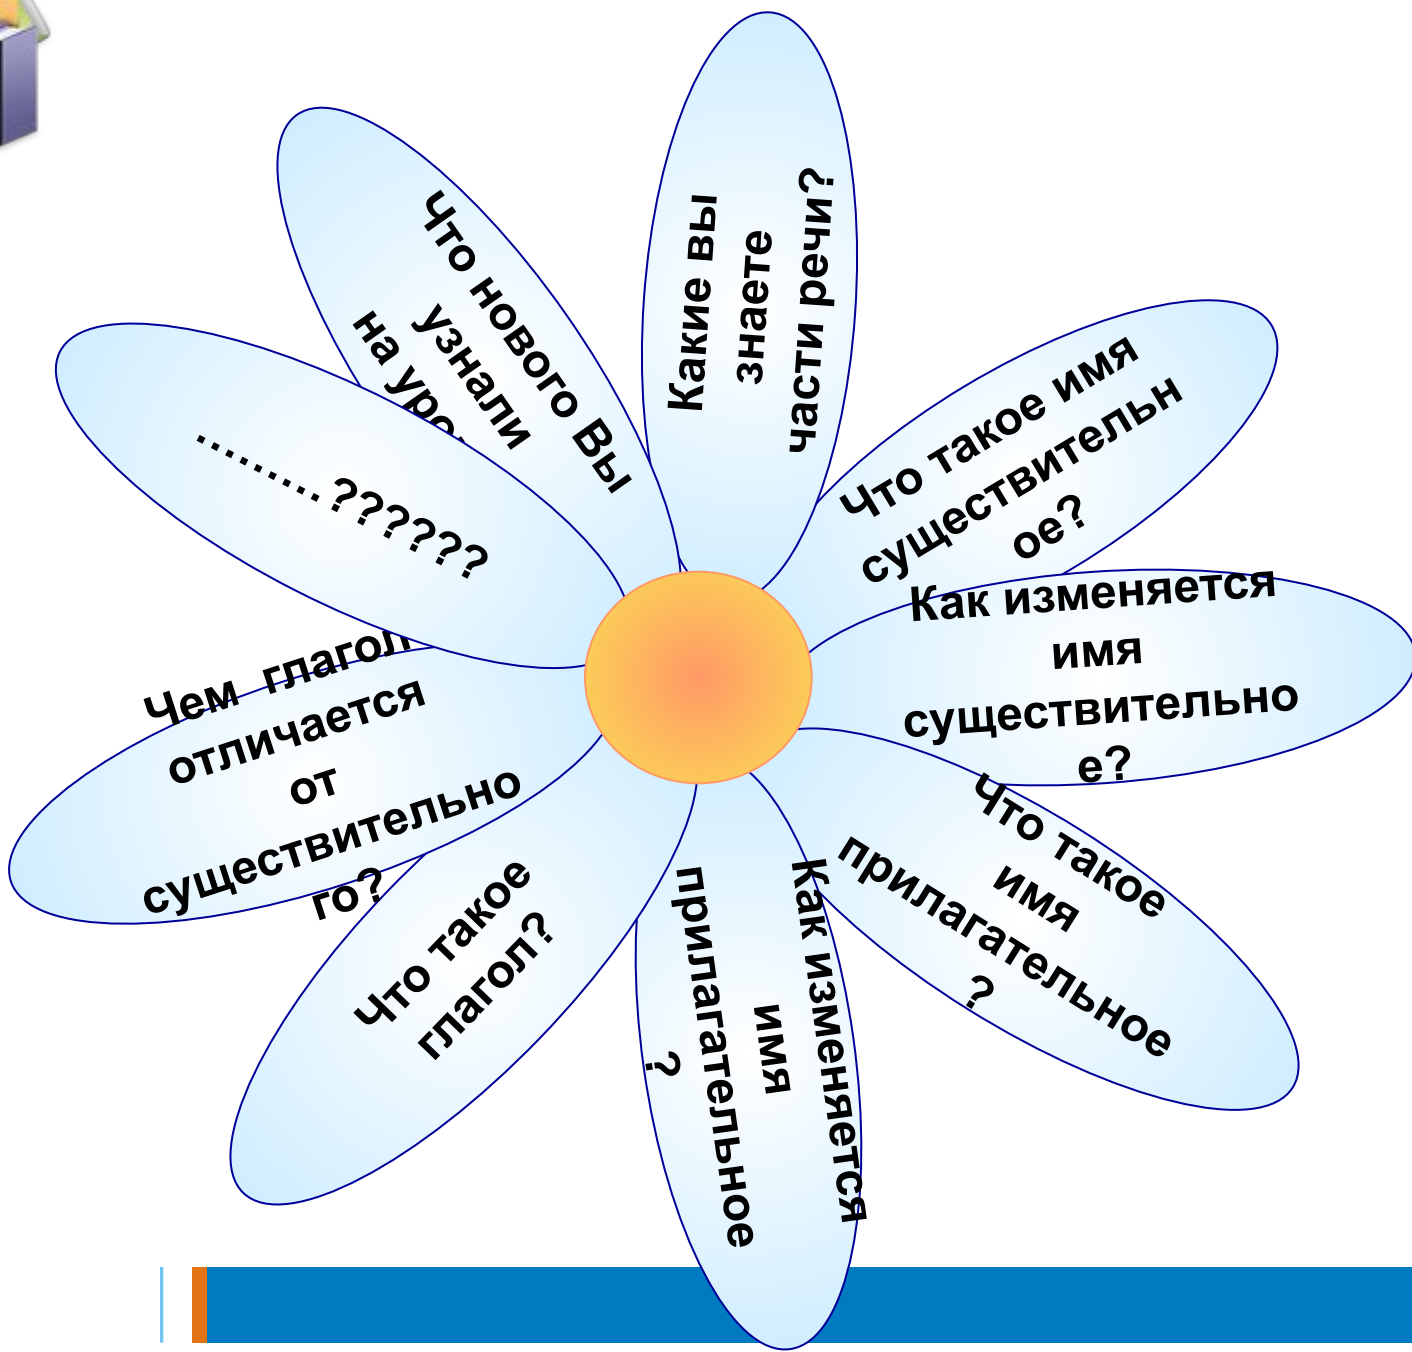 Какие вы
знаете
части речи?
Что такое имя
существительн
ое?
Как изменяется
имя
существительно
е?
Что такое
имя
прилагательное
?
Как изменяется
имя
прилагательное
?
Что такое
глагол?
Чем глагол
отличается
от
существительно
го?
………??????
Что нового Вы
узнали
на